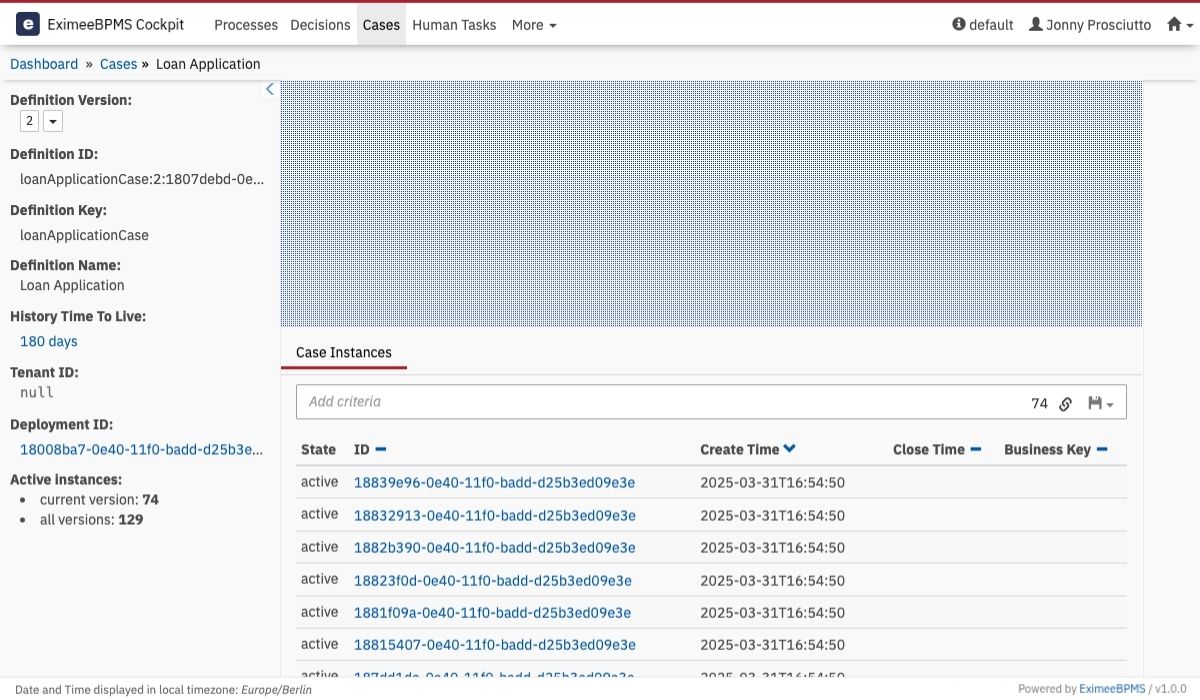 e EximeeBPMS Cockpit Processes Decisions Cases Human Tasks More default Jonny Prosciutto
Dashboard » Cases » Loan Application
Definition Version:
2
Definition ID:
loanApplicationCase:2:1807debd-0e...
Definition Key:
loanApplicationCase
Definition Name:
Loan Application
History Time To Live:
180 days
Tenant ID:
null
Deployment ID:
18008ba7-0e40-11f0-badd-d25b3e...
Active instances:
current version: 74
all versions: 129
Case Instances
Add criteria 74
State ID Create Time Close Time Business Key
active 18839e96-0e40-11f0-badd-d25b3ed09e3e 2025-03-31T16:54:50
active 18832913-0e40-11f0-badd-d25b3ed09e3e 2025-03-31T16:54:50
active 1882b390-0e40-11f0-badd-d25b3ed09e3e 2025-03-31T16:54:50
active 18823f0d-0e40-11f0-badd-d25b3ed09e3e 2025-03-31T16:54:50
active 1881f09a-0e40-11f0-badd-d25b3ed09e3e 2025-03-31T16:54:50
active 18815407-0e40-11f0-badd-d25b3ed09e3e 2025-03-31T16:54:50
active
Date and Time displayed in local timezone: Europe/Berlin Powered by EximeeBPMS / v1.0.0